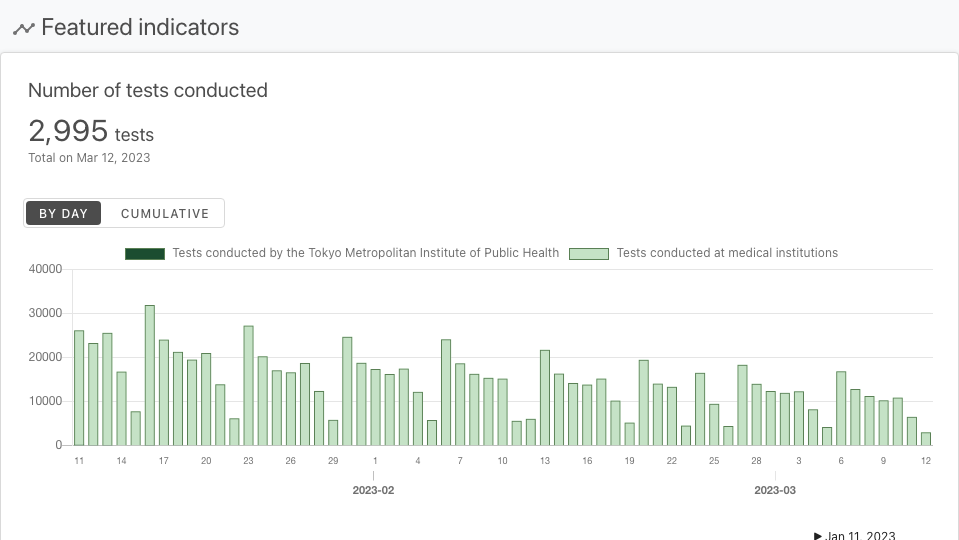 Featured indicators
Number of tests conducted
2,995 tests
Total on Mar 12, 2023
BY DAY CUMULATIVE
Tests conducted by the Tokyo Metropolitan Institute of Public Health Tests conducted at medical institutions
40000
30000
20000
10000
0
11 14 17 20 23 26 29 1 4 7 10 13 16 19 22 25 28 3 6 9 12
2023-02 2023-03
▶ Jan 11, 2023